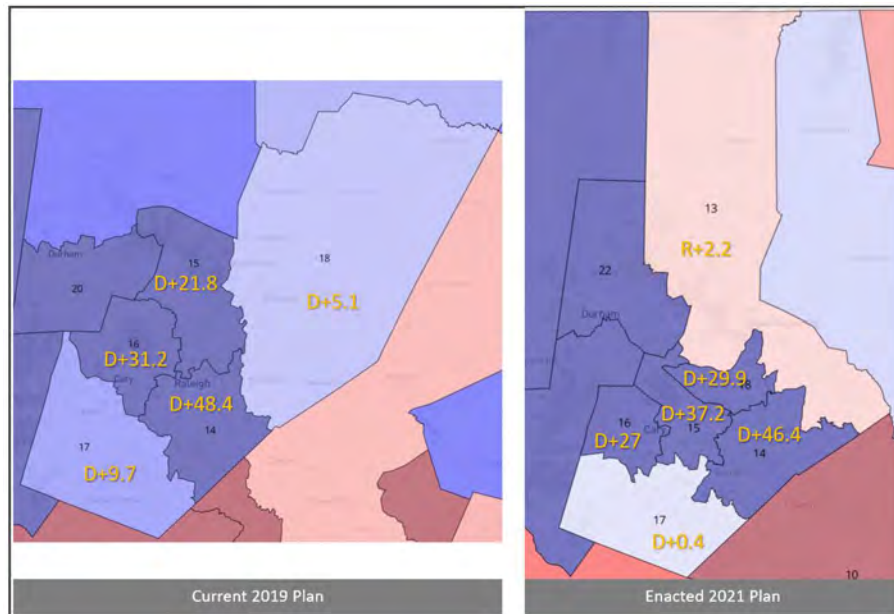 Durham
20
15
D+21.8
18
D+5.1
16
D+31.2
Cary
Raleigh
D+48.4
14
17
D+9.7
Current 2019 Plan
13
R+2.2
22
Durham
D+29.9
18
D+37.2
16
Cary
15
D+46.4
D+27
14
17
D+0.4
10
Enacted 2021 Plan